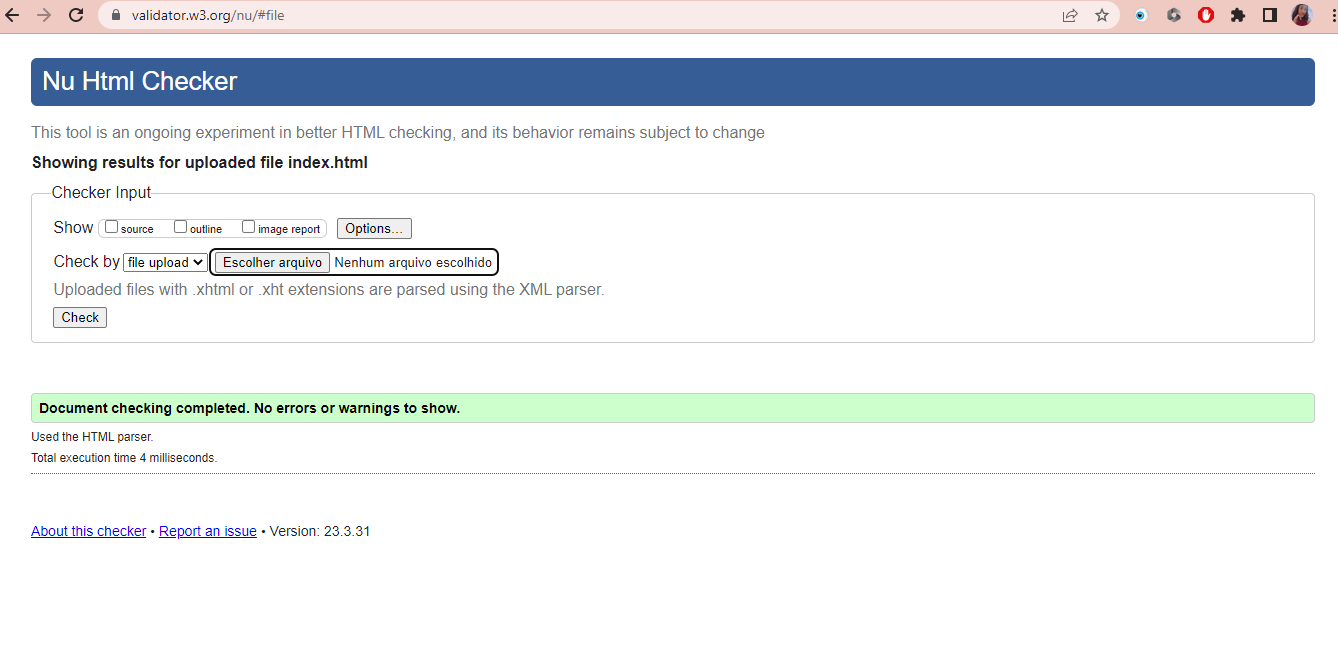 validator.w3.org/nu/#file
Nu Html Checker
This tool is an ongoing experiment in better HTML checking, and its behavior remains subject to change
Showing results for uploaded file index.html
Checker Input
Show source outline image report Options...
Check by file upload Escolher arquivo Nenhum arquivo escolhido
Uploaded files with .xhtml or .xht extensions are parsed using the XML parser.
Check
Document checking completed. No errors or warnings to show.
Used the HTML parser.
Total execution time 4 milliseconds.
About this checker • Report an issue • Version: 23.3.31